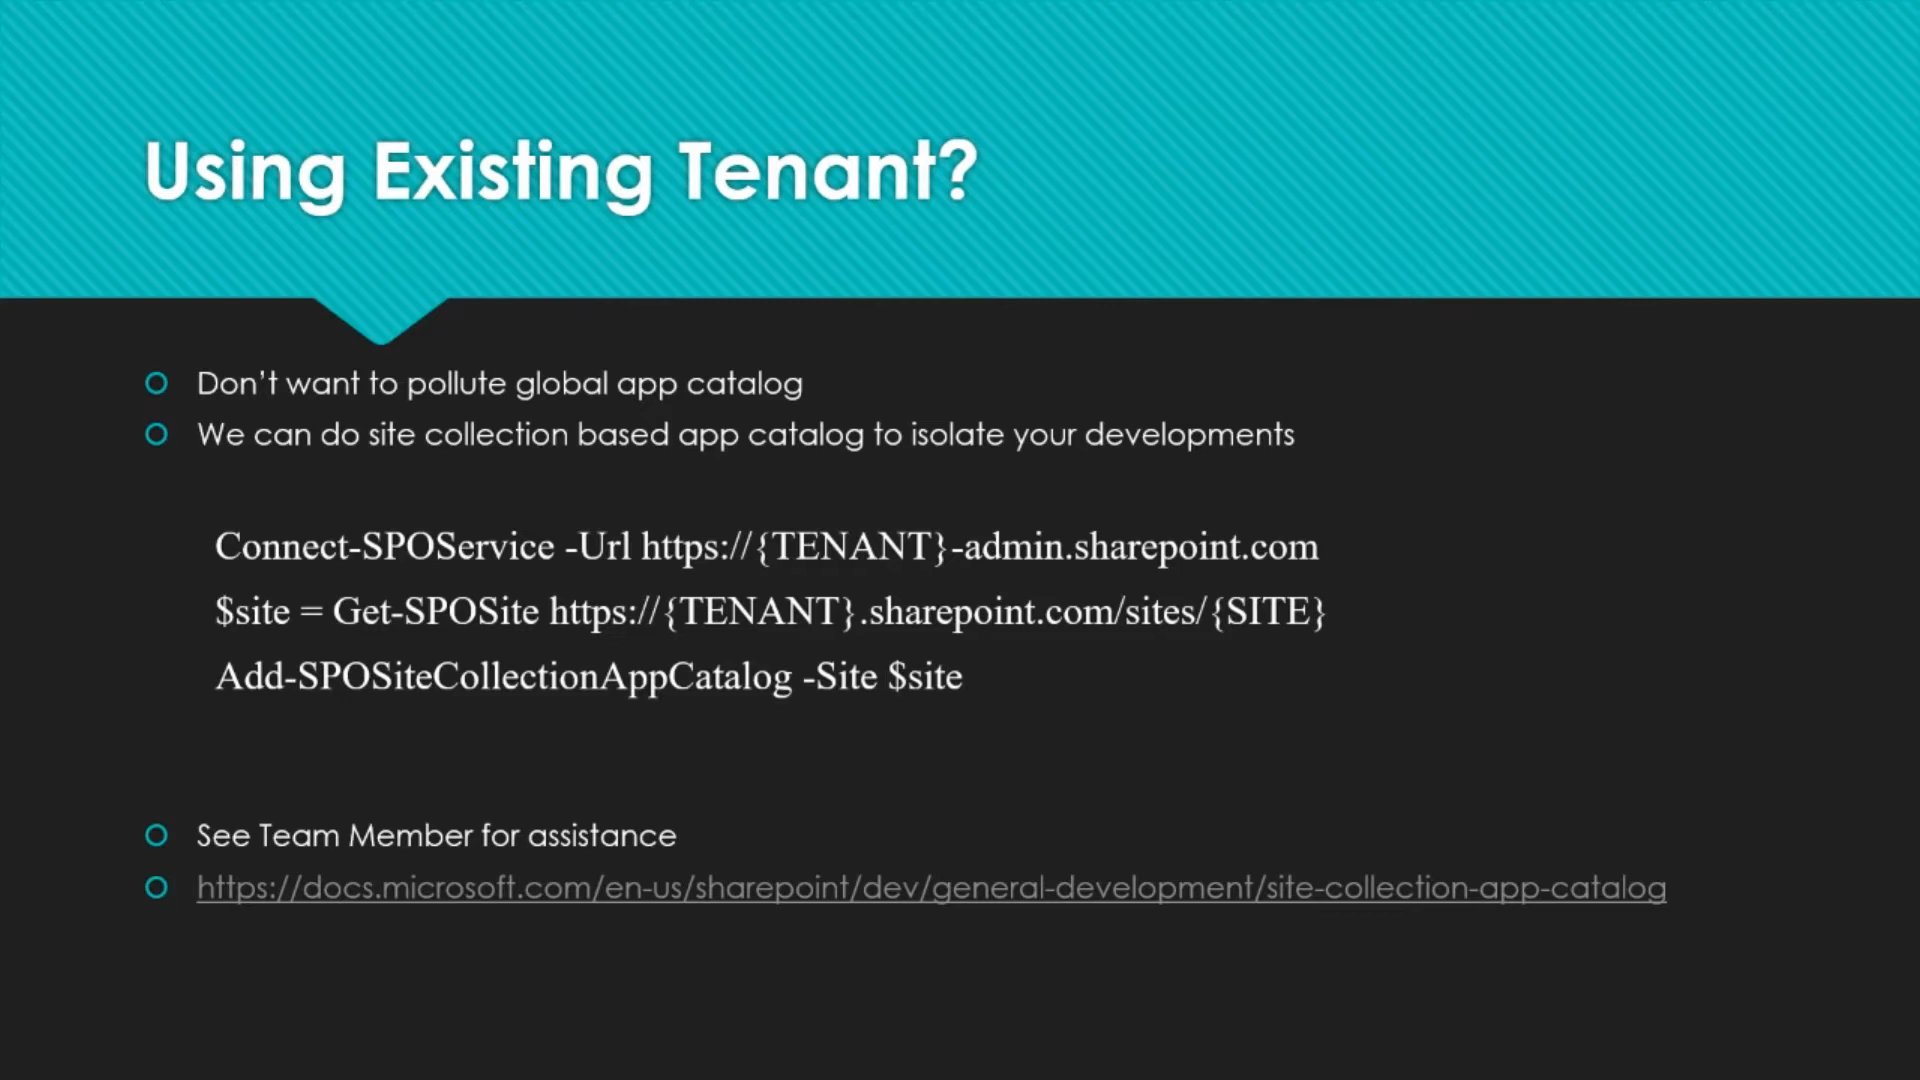 Using Existing Tenant?
Don’t want to pollute global app catalog
We can do site collection based app catalog to isolate your developments
Connect-SPOService -Url https://{TENANT}-admin.sharepoint.com
$site = Get-SPOSite https://{TENANT}.sharepoint.com/sites/{SITE}
Add-SPOSiteCollectionAppCatalog -Site $site
See Team Member for assistance
https://docs.microsoft.com/en-us/sharepoint/dev/general-development/site-collection-app-catalog